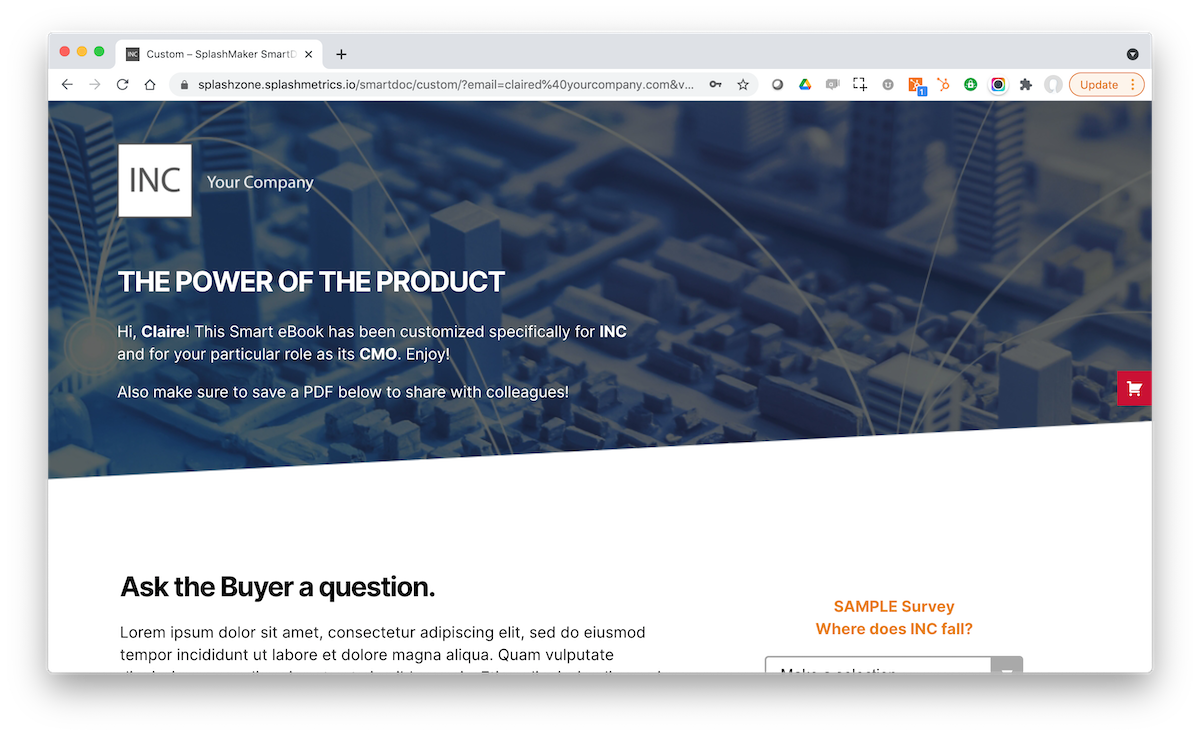 INC Custom – SplashMaker SmartD
splashzone.splashmetrics.io/smartdoc/custom/?email=claired%40yourcompany.com&v...
1
Update
INC
Your Company
THE POWER OF THE PRODUCT
Hi, Claire! This Smart eBook has been customized specifically for INC
and for your particular role as its CMO. Enjoy!
Also make sure to save a PDF below to share with colleagues!
Ask the Buyer a question.
Lorem ipsum dolor sit amet, consectetur adipiscing elit, sed do eiusmod
tempor incididunt ut labore et dolore magna aliqua. Quam vulputate
SAMPLE Survey
Where does INC fall?
Make a selection